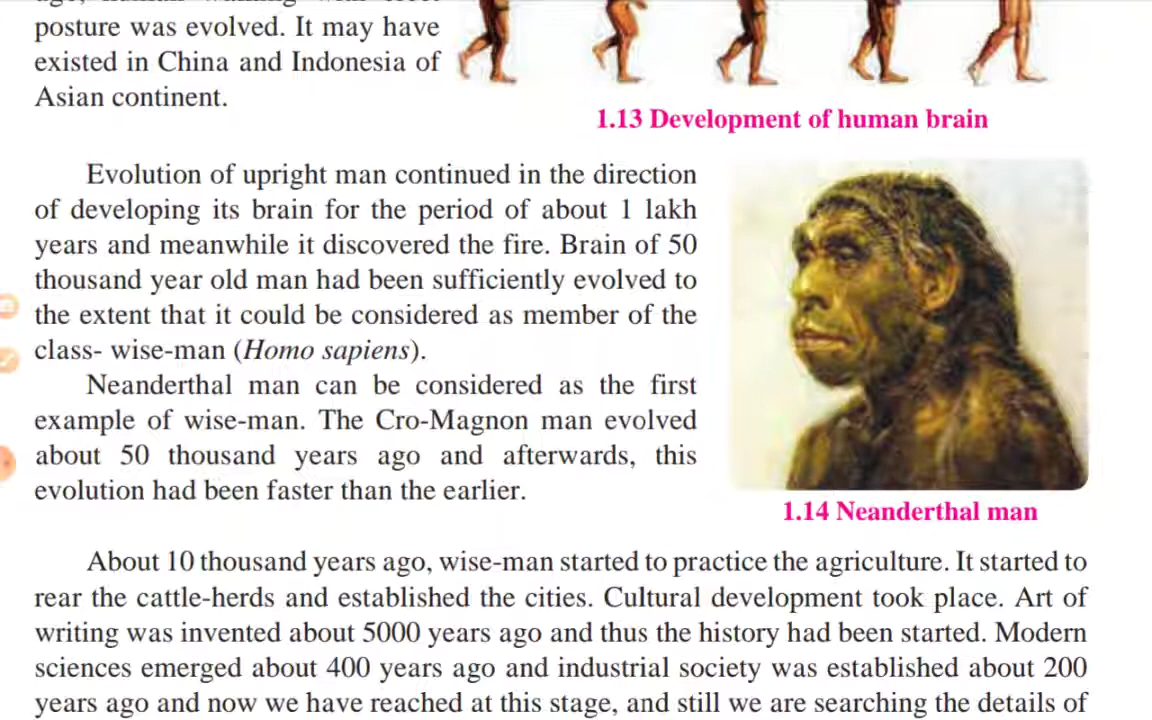 posture was evolved. It may have
existed in China and Indonesia of
Asian continent.
1.13 Development of human brain
Evolution of upright man continued in the direction
of developing its brain for the period of about 1 lakh
years and meanwhile it discovered the fire. Brain of 50
thousand year old man had been sufficiently evolved to
the extent that it could be considered as member of the
class- wise-man (Homo sapiens).
Neanderthal man can be considered as the first
example of wise-man. The Cro-Magnon man evolved
about 50 thousand years ago and afterwards, this
evolution had been faster than the earlier.
1.14 Neanderthal man
About 10 thousand years ago, wise-man started to practice the agriculture. It started to
rear the cattle-herds and established the cities. Cultural development took place. Art of
writing was invented about 5000 years ago and thus the history had been started. Modern
sciences emerged about 400 years ago and industrial society was established about 200
years ago and now we have reached at this stage, and still we are searching the details of